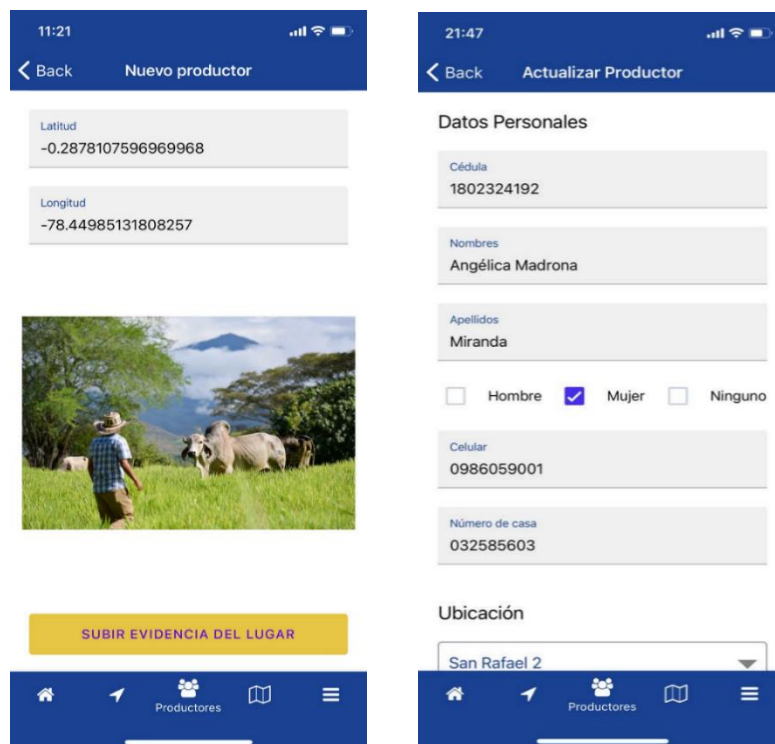 11:21
Back Nuevo productor
Latitud
-0.2878107596969968
Longitud
-78.44985131808257
SUBIR EVIDENCIA DEL LUGAR
Productores
21:47
Back Actualizar Productor
Datos Personales
Cédula
1802324192
Nombres
Angélica Madrona
Apellidos
Miranda
Hombre Mujer Ninguno
Celular
0986059001
Número de casa
032585603
Ubicación
San Rafael 2
Productores